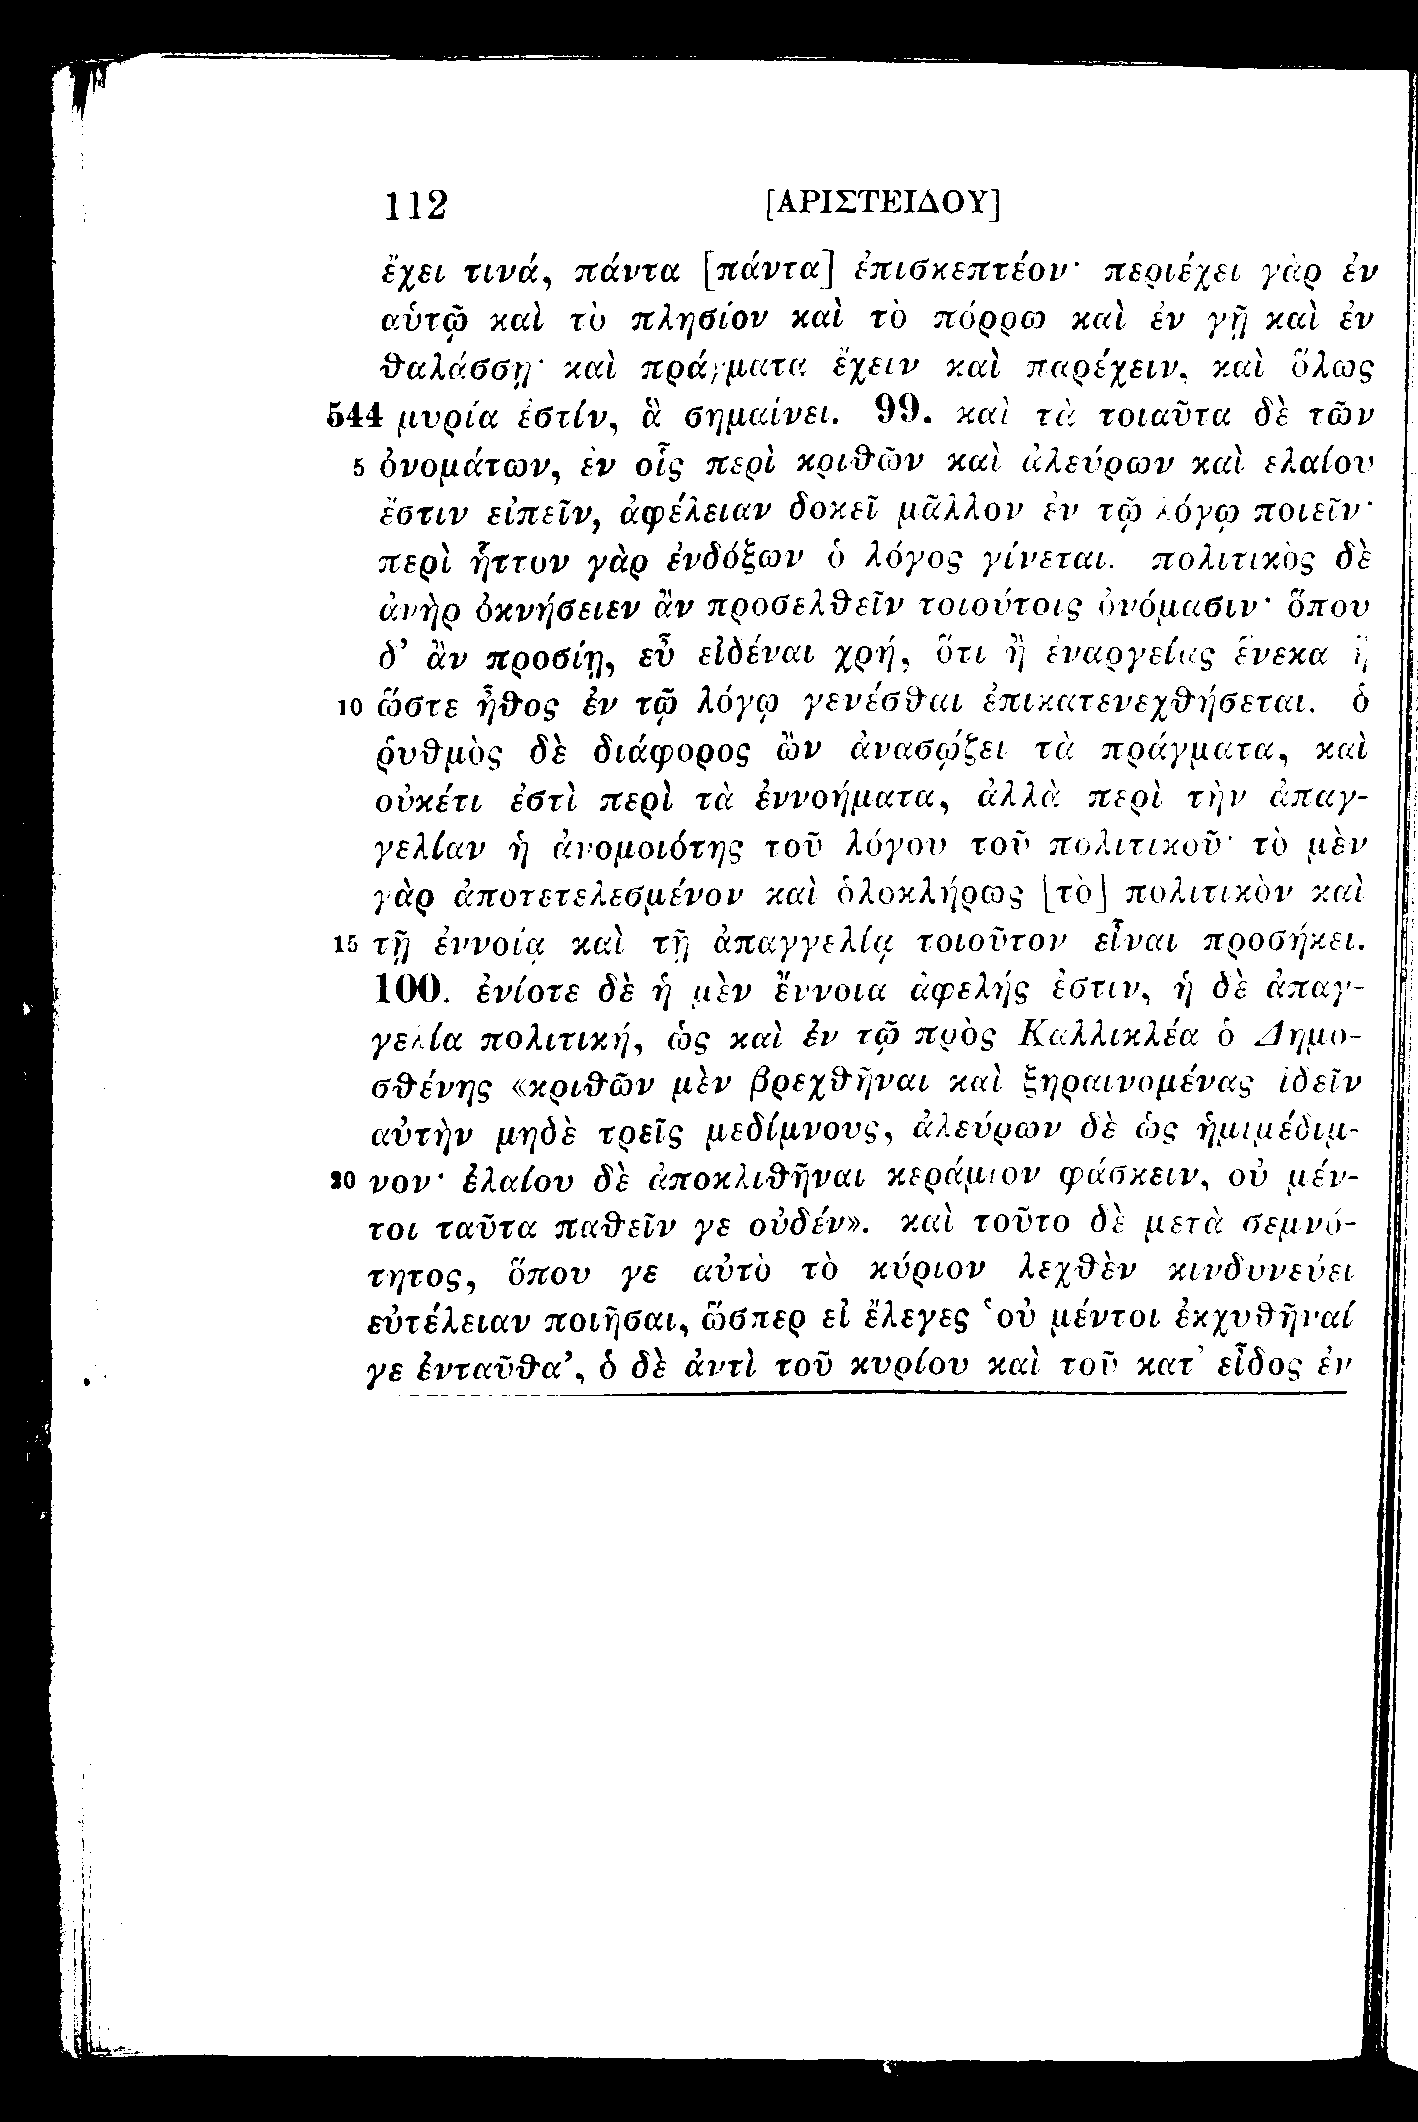 112 [ΑΡΙΣΤΕΙΔΟΥ]
ἔχει τινά, πάντα [πάντα] ἐπισκεπτέον· περιέχει γὰρ ἐν
αὑτῷ καὶ τὸ πλησίον καὶ τὸ πόρρω καὶ ἐν γῇ καὶ ἐν
θαλάσσῃ· καὶ πράγματα ἔχειν καὶ παρέχειν, καὶ ὅλως
544 μυρία ἐστίν, ἃ σημαίνει. 99. καὶ τὰ τοιαῦτα δὲ τῶν
5 ὀνομάτων, ἐν οἷς περὶ κριθῶν καὶ ἀλεύρων καὶ ἐλαίου
ἔστιν εἰπεῖν, ἀφέλειαν δοκεῖ μᾶλλον ἐν τῷ λόγῳ ποιεῖν·
περὶ ἧττον γὰρ ἐνδόξων ὁ λόγος γίνεται. πολιτικὸς δὲ
ἀνὴρ ὀκνήσειεν ἂν προσελθεῖν τοιούτοις ὀνόμασιν· ὅπου
δ’ ἂν προσίῃ, εὖ εἰδέναι χρή, ὅτι ἢ ἐναργείας ἕνεκα ἢ
10 ὥστε ἦθος ἐν τῷ λόγῳ γενέσθαι ἐπικατενεχθήσεται. ὁ
ῥυθμὸς δὲ διάφορος ὢν ἀνασῴζει τὰ πράγματα, καὶ
οὐκέτι ἐστὶ περὶ τὰ ἐννοήματα, ἀλλὰ περὶ τὴν ἀπαγ-
γελίαν ἡ ἀνομοιότης τοῦ λόγου τοῦ πολιτικοῦ· τὸ μὲν
γὰρ ἀποτετελεσμένον καὶ ὁλοκλήρως [τὸ] πολιτικὸν καὶ
15 τῇ ἐννοίᾳ καὶ τῇ ἀπαγγελίᾳ τοιοῦτον εἶναι προσήκει.
100. ἐνίοτε δὲ ἡ μὲν ἔννοια ἀφελής ἐστιν, ἡ δὲ ἀπαγ-
γελία πολιτική, ὡς καὶ ἐν τῷ πρὸς Καλλικλέα ὁ Δημο-
σθένης «κριθῶν μὲν βρεχθῆναι καὶ ξηραινομένας ἰδεῖν
αὐτὴν μηδὲ τρεῖς μεδίμνους, ἀλεύρων δὲ ὡς ἡμιμέδιμ-
20 νον· ἐλαίου δὲ ἀποκλιθῆναι κεράμιον φάσκειν, οὐ μέν-
τοι ταῦτα παθεῖν γε οὐδέν». καὶ τοῦτο δὲ μετὰ σεμνό-
τητος, ὅπου γε αὐτὸ τὸ κύριον λεχθὲν κινδυνεύει
εὐτέλειαν ποιῆσαι, ὥσπερ εἰ ἔλεγες ‘οὐ μέντοι ἐκχυθῆναί
γε ἐνταῦθα’, ὁ δὲ ἀντὶ τοῦ κυρίου καὶ τοῦ κατ’ εἶδος ἐν